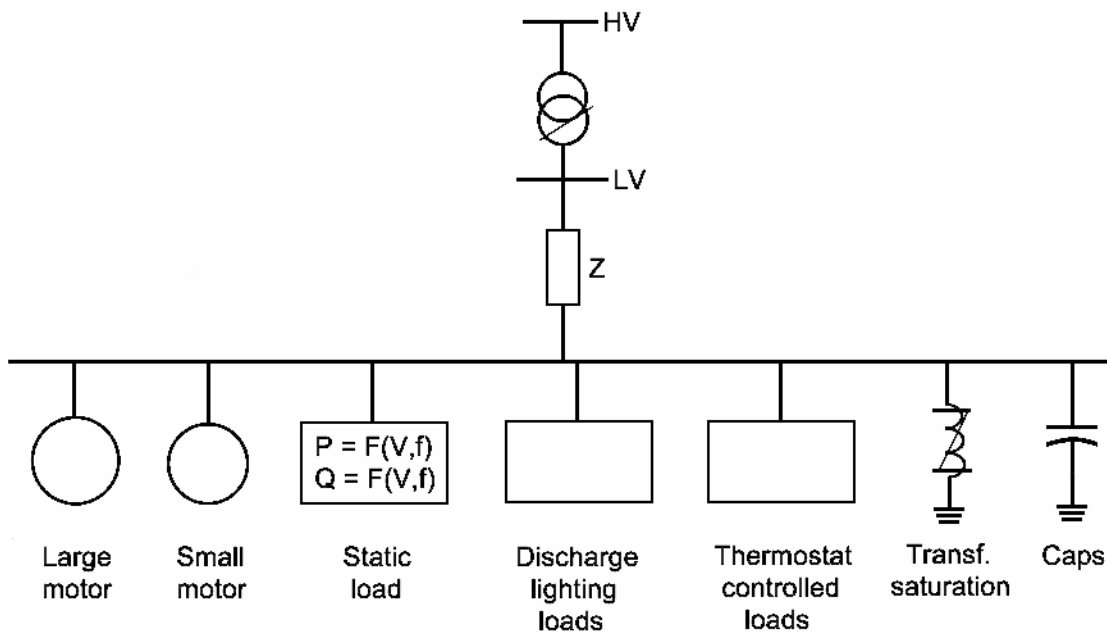 HV
LV
Z
P = F(V,f)
Q = F(V,f)
Large
motor
Small
motor
Static
load
Discharge
lighting
loads
Thermostat
controlled
loads
Transf.
saturation
Caps